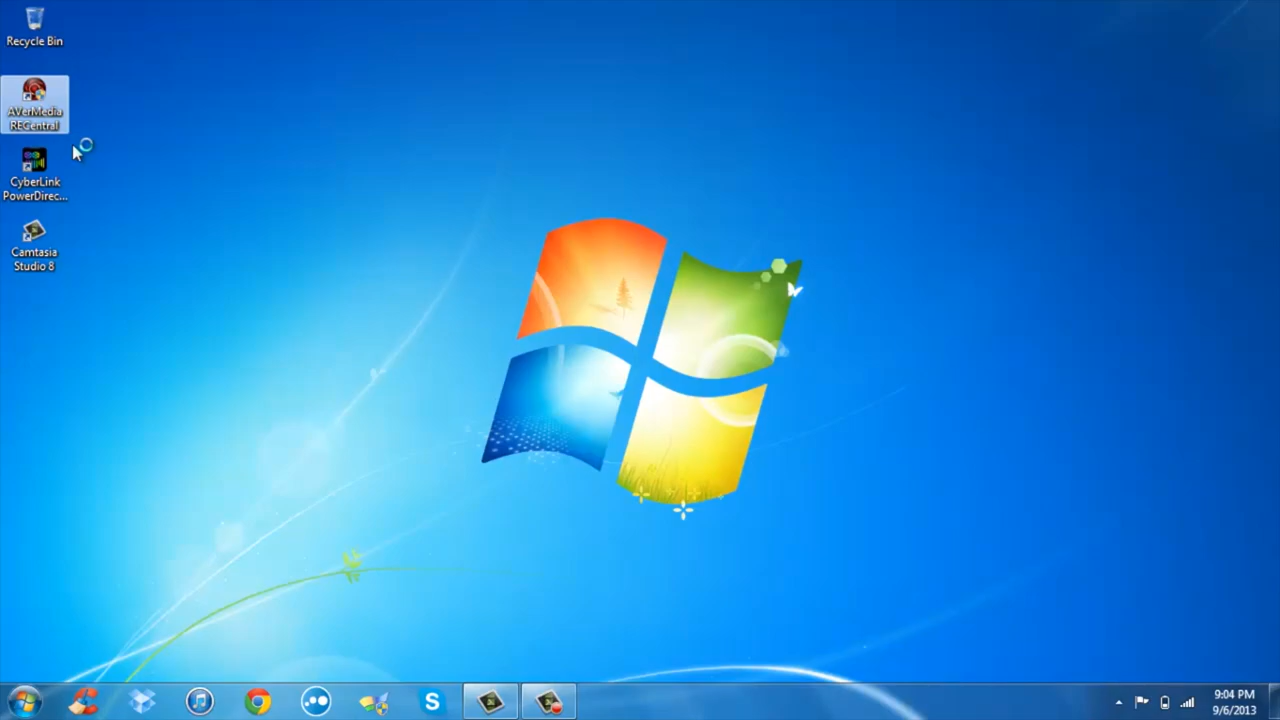 Recycle Bin
AVerMedia
RECentral
CyberLink
PowerDirec...
Camtasia
Studio 8
S
9:04 PM
9/6/2013